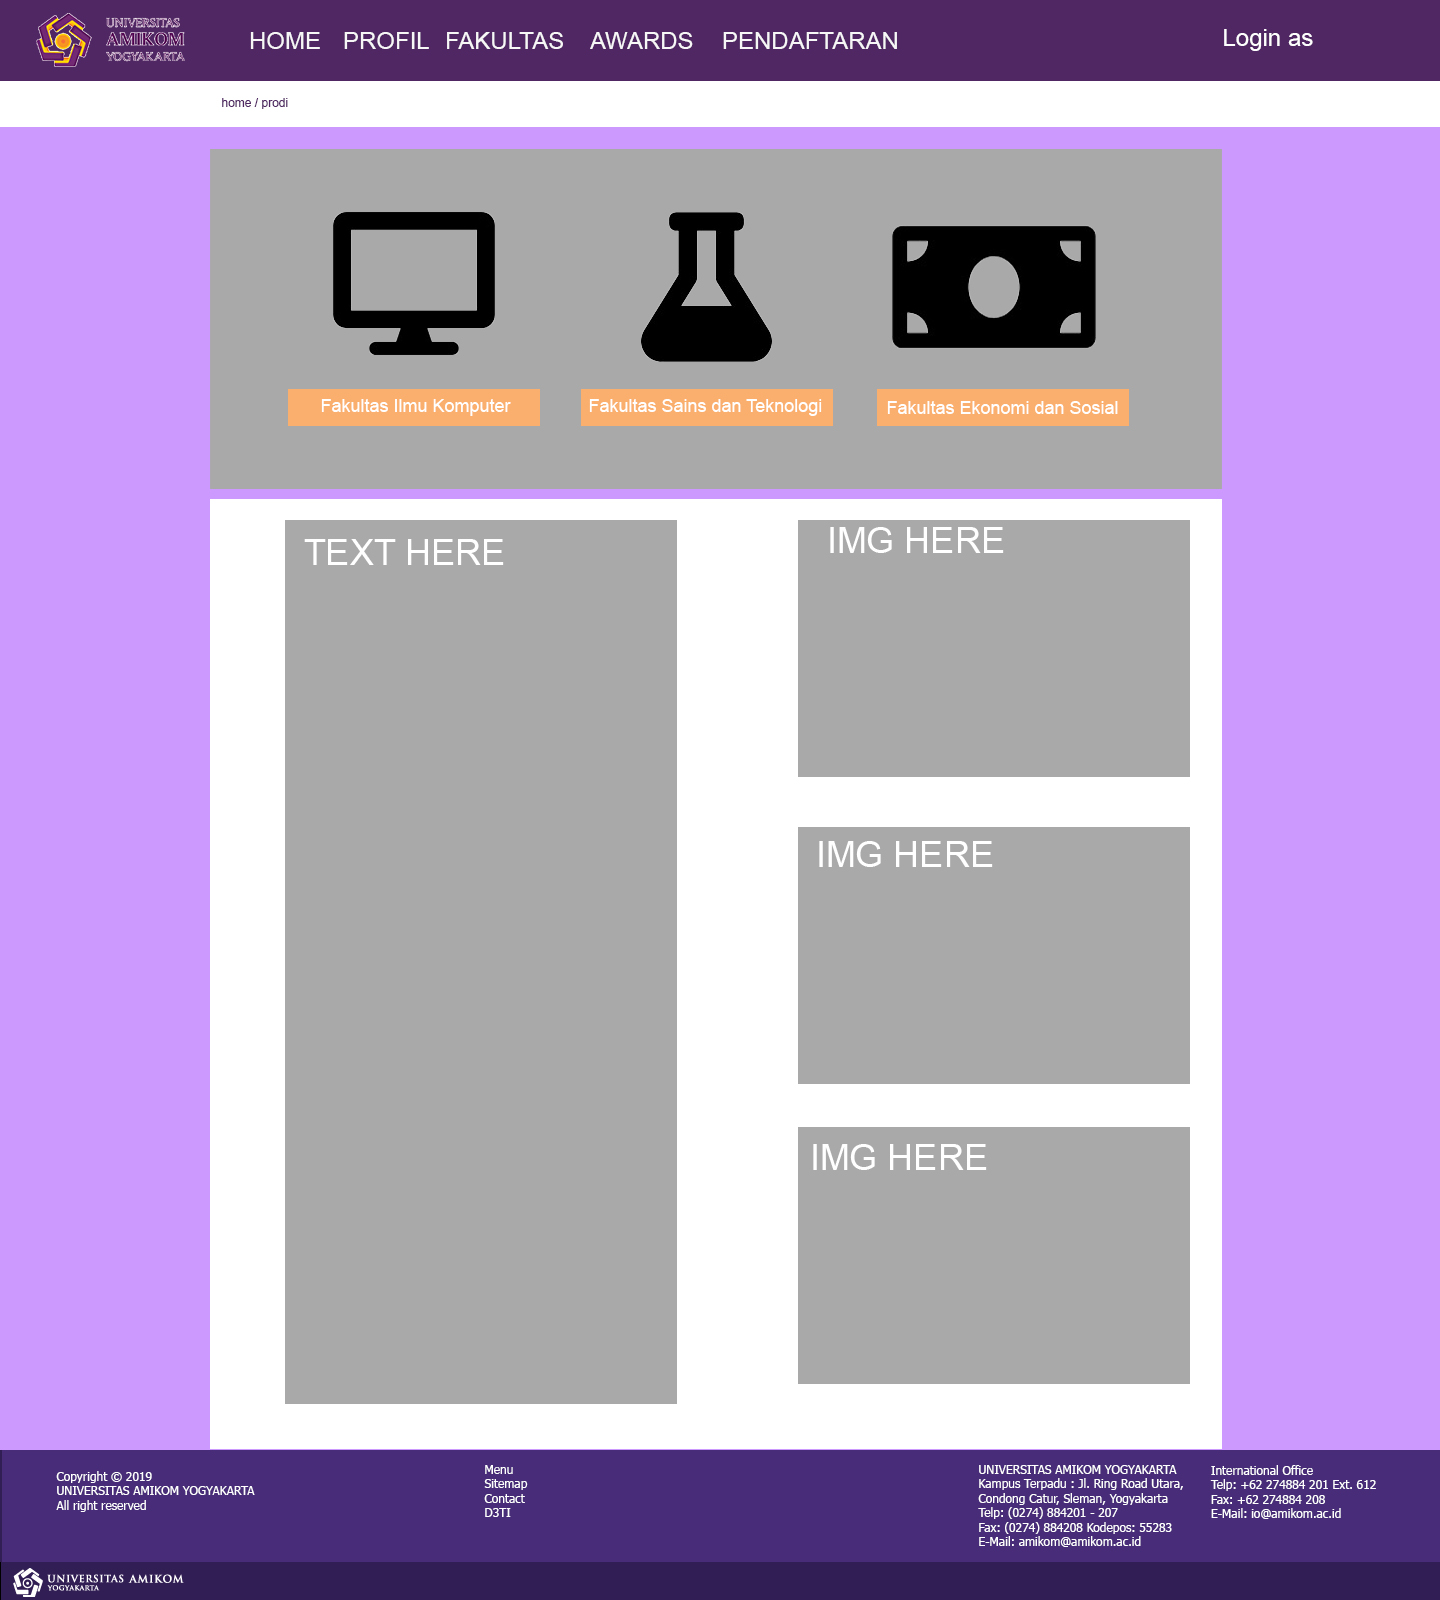 UNIVERSITAS
AMIKOM
YOGYAKARTA
HOME PROFIL FAKULTAS AWARDS PENDAFTARAN
Login as
home / prodi
Fakultas Ilmu Komputer
Fakultas Sains dan Teknologi
Fakultas Ekonomi dan Sosial
TEXT HERE
IMG HERE
IMG HERE
IMG HERE
Copyright © 2019
UNIVERSITAS AMIKOM YOGYAKARTA
All right reserved
Menu
Sitemap
Contact
D3TI
UNIVERSITAS AMIKOM YOGYAKARTA
Kampus Terpadu : Jl. Ring Road Utara,
Condong Catur, Sleman, Yogyakarta
Telp: (0274) 884201 - 207
Fax: (0274) 884208 Kodepos: 55283
E-Mail: amikom@amikom.ac.id
International Office
Telp: +62 274884 201 Ext. 612
Fax: +62 274884 208
E-Mail: io@amikom.ac.id
UNIVERSITAS AMIKOM
YOGYAKARTA